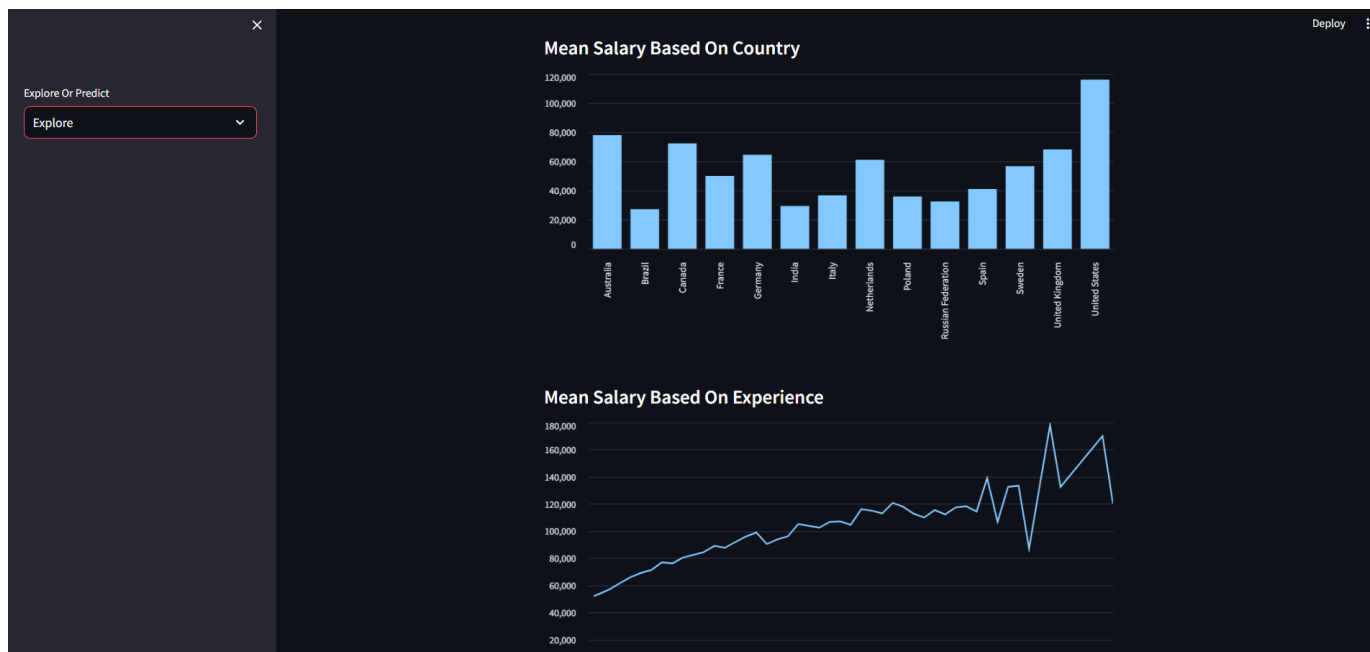 Deploy
Explore Or Predict
Explore
Mean Salary Based On Country
120,000
100,000
80,000
60,000
40,000
20,000
0
Australia
Brazil
Canada
France
Germany
India
Italy
Netherlands
Poland
Russian Federation
Spain
Sweden
United Kingdom
United States
Mean Salary Based On Experience
180,000
160,000
140,000
120,000
100,000
80,000
60,000
40,000
20,000